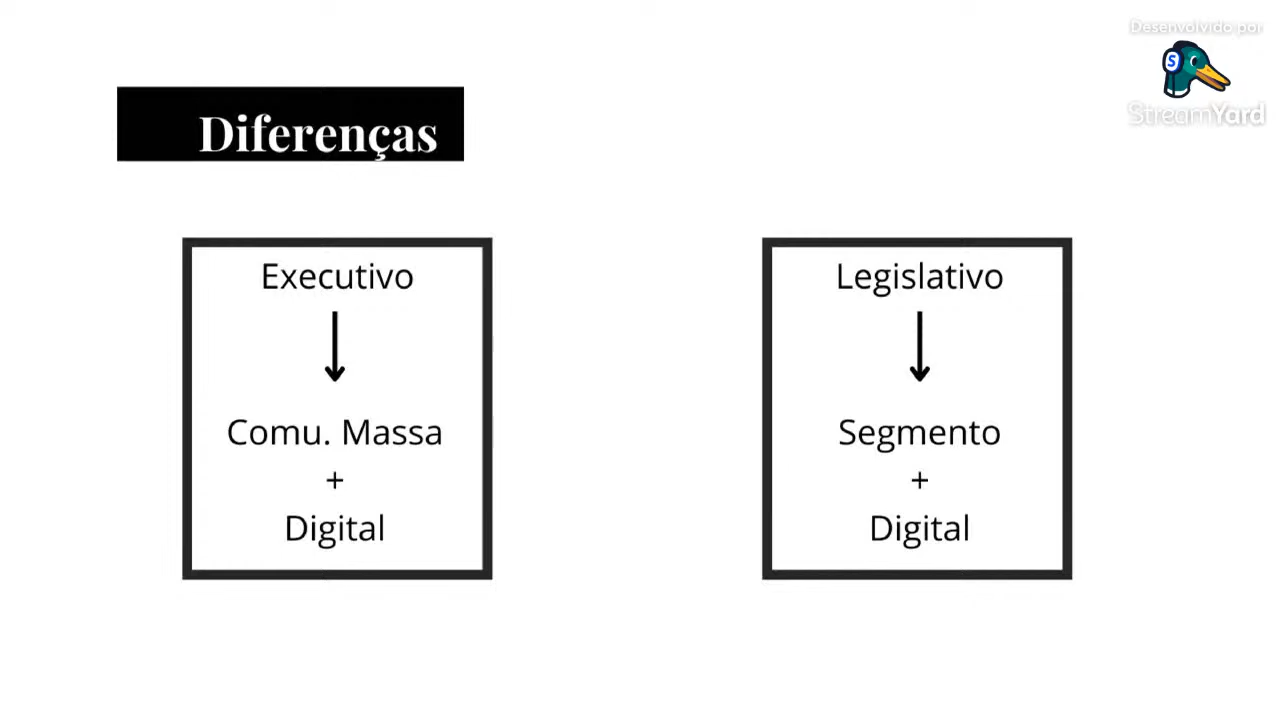 Desenvolvido por
StreamYard
Diferenças
Executivo
Comu. Massa
+
Digital
Legislativo
Segmento
+
Digital